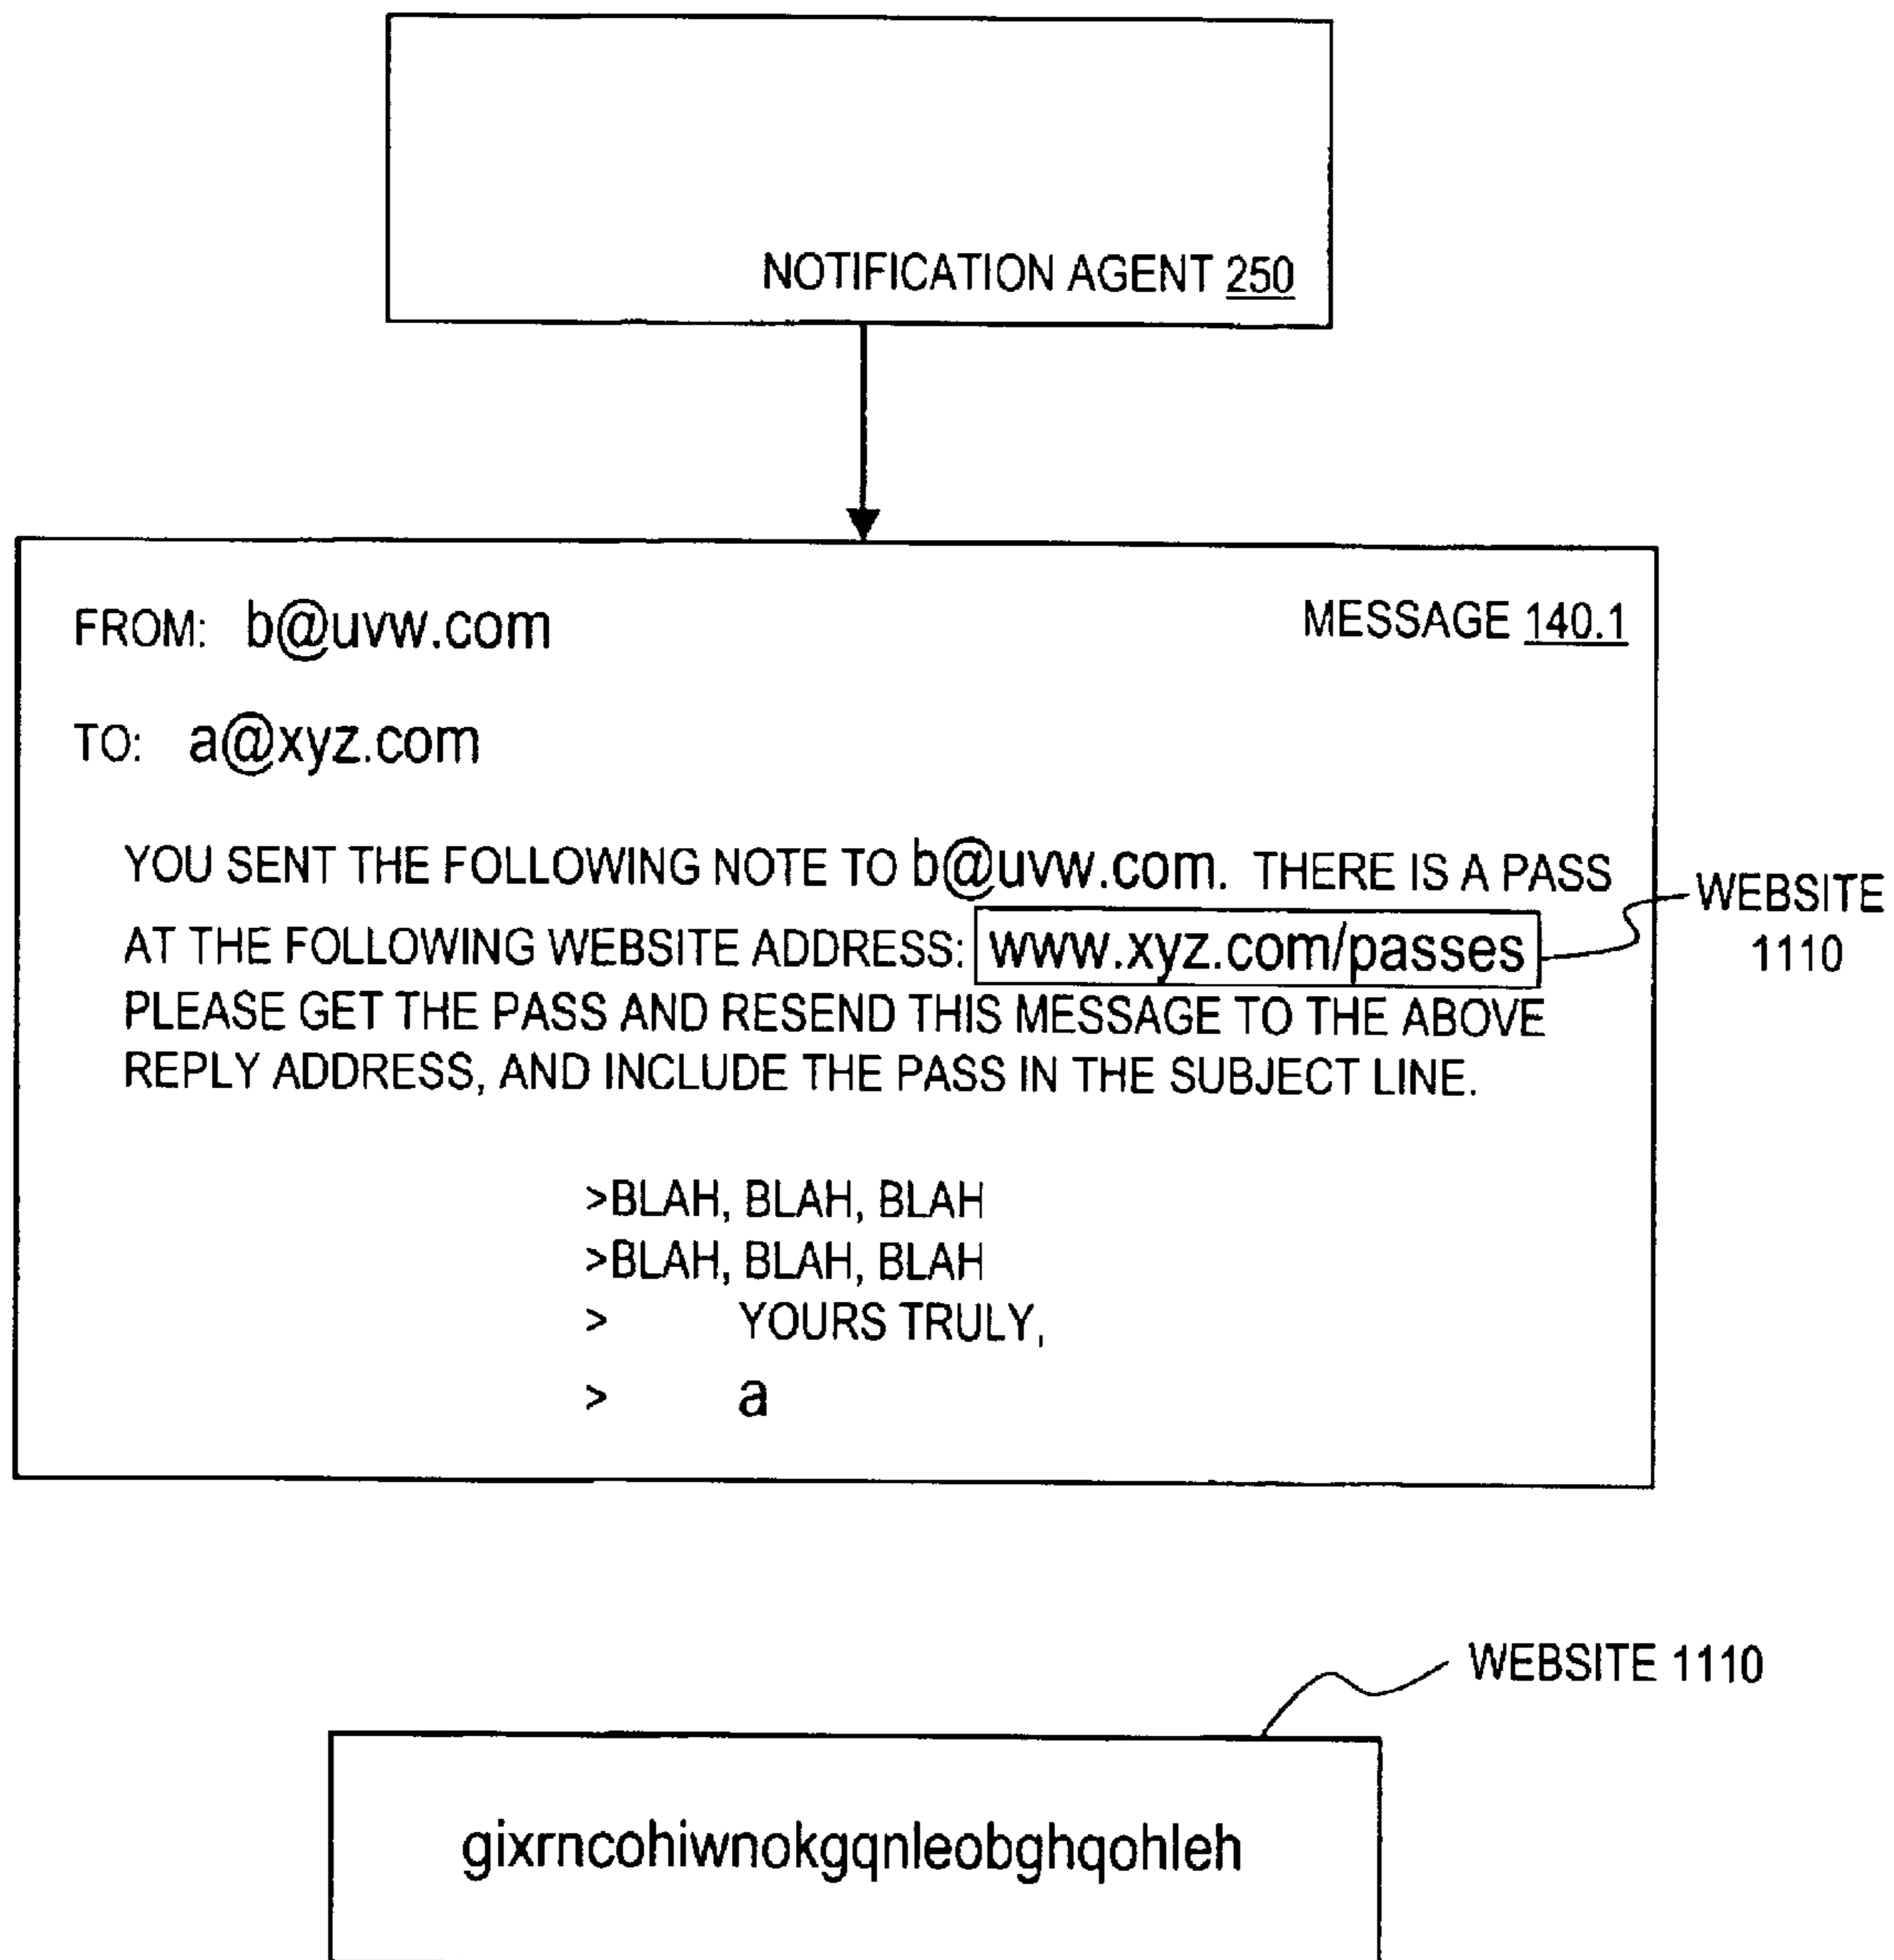 NOTIFICATION AGENT 250
FROM: b@uvw.com
MESSAGE 140.1
TO: a@xyz.com
YOU SENT THE FOLLOWING NOTE TO b@uvw.com. THERE IS A PASS
AT THE FOLLOWING WEBSITE ADDRESS: www.xyz.com/passes
WEBSITE
1110
PLEASE GET THE PASS AND RESEND THIS MESSAGE TO THE ABOVE
REPLY ADDRESS, AND INCLUDE THE PASS IN THE SUBJECT LINE.
>BLAH, BLAH, BLAH
>BLAH, BLAH, BLAH
> YOURS TRULY,
> a
WEBSITE 1110
gixrncohiwnokgqnleobghqohleh